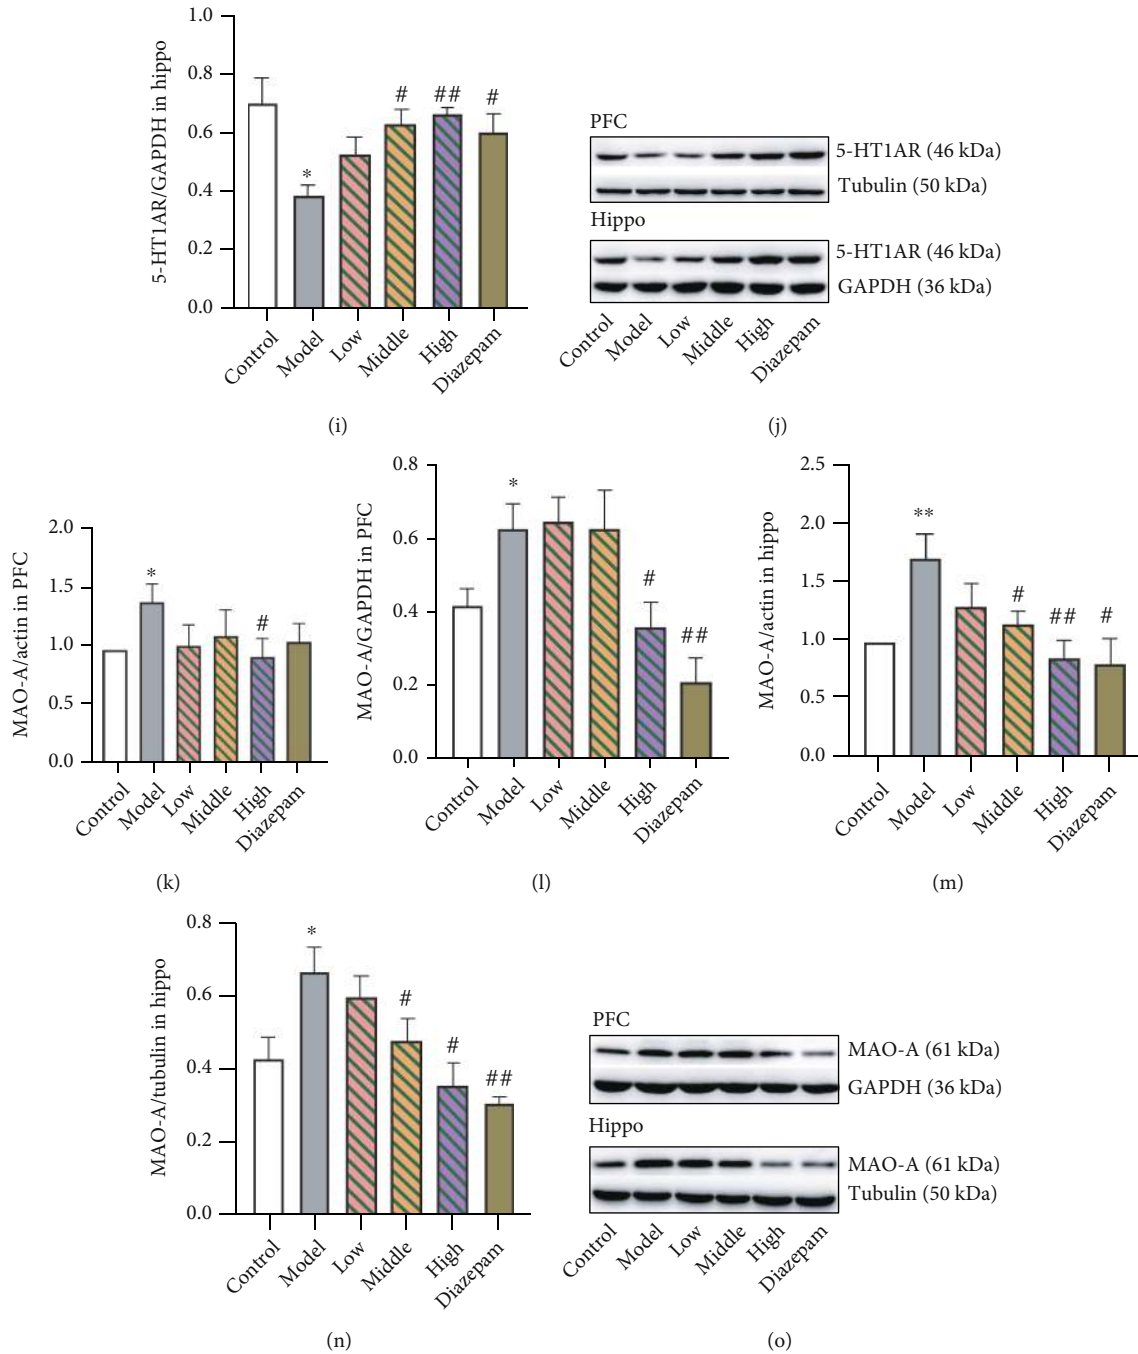 5-HT1AR/GAPDH in hippo
1.0
0.8
0.6
0.4
0.2
0.0
*
#
##
#
Control
Model
Low
Middle
High
Diazepam
(i)
PFC
5-HT1AR (46 kDa)
Tubulin (50 kDa)
Hippo
5-HT1AR (46 kDa)
GAPDH (36 kDa)
Control
Model
Low
Middle
High
Diazepam
(j)
MAO-A/actin in PFC
2.0
1.5
1.0
0.5
0.0
*
#
Control
Model
Low
Middle
High
Diazepam
(k)
MAO-A/GAPDH in PFC
0.8
0.6
0.4
0.2
0.0
*
#
##
Control
Model
Low
Middle
High
Diazepam
(l)
MAO-A/actin in hippo
2.5
2.0
1.5
1.0
0.5
0.0
**
#
##
#
Control
Model
Low
Middle
High
Diazepam
(m)
MAO-A/tubulin in hippo
0.8
0.6
0.4
0.2
0.0
*
#
#
##
Control
Model
Low
Middle
High
Diazepam
(n)
PFC
MAO-A (61 kDa)
GAPDH (36 kDa)
Hippo
MAO-A (61 kDa)
Tubulin (50 kDa)
Control
Model
Low
Middle
High
Diazepam
(o)